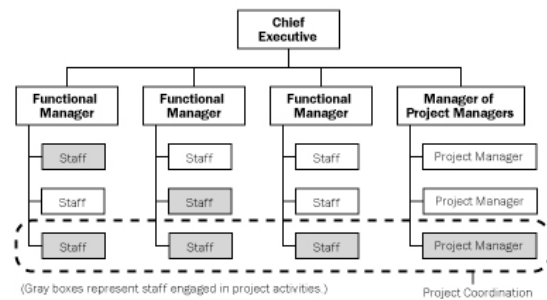 Chief
Executive
Functional
Manager
Functional
Manager
Functional
Manager
Manager of
Project Managers
Staff
Staff
Staff
Project Manager
Staff
Staff
Staff
Project Manager
Staff
Staff
Staff
Project Manager
(Gray boxes represent staff engaged in project activities.)
Project Coordination